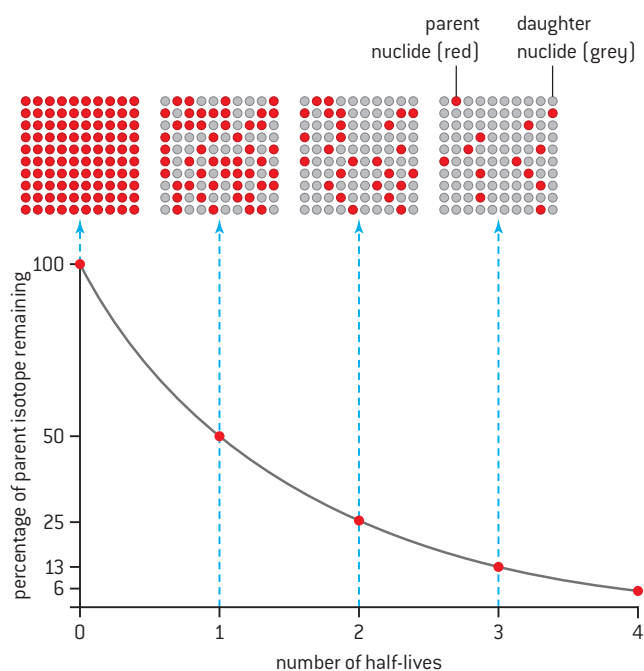 parent
nuclide (red)
daughter
nuclide (grey)
percentage of parent isotope remaining
100
50
25
13
6
0
1
2
3
4
number of half-lives